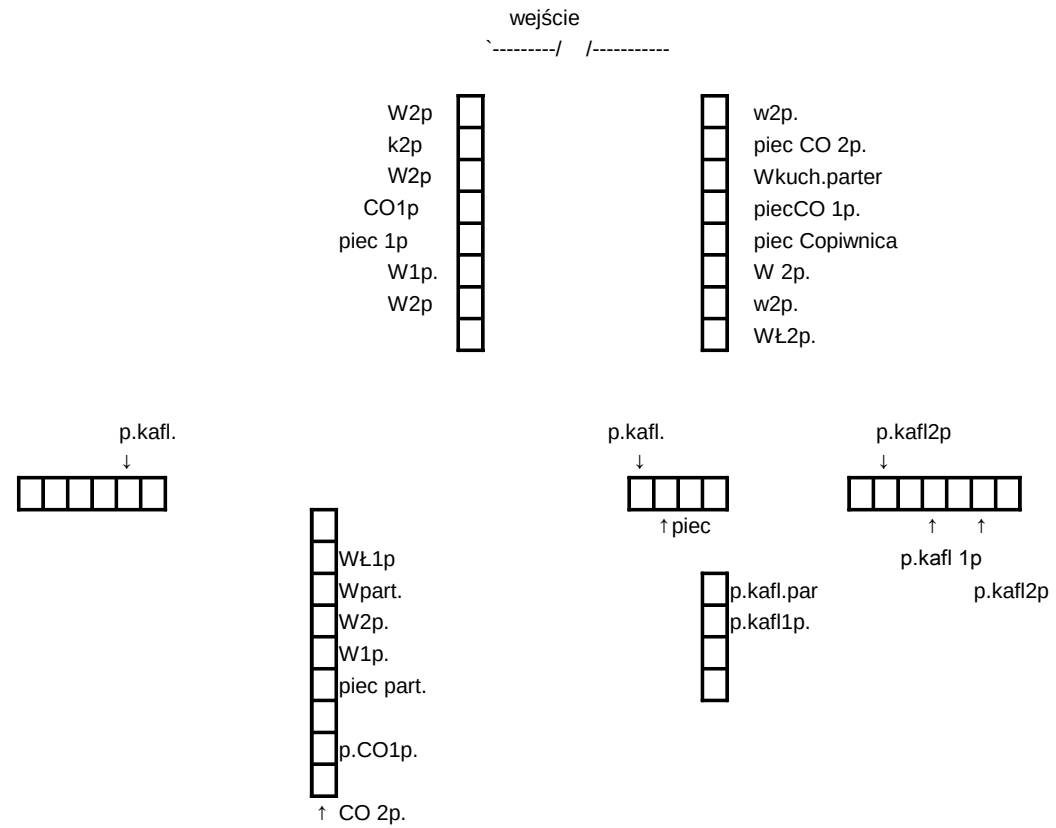 wejście
`---------/ /-----------
W2p
k2p
W2p
CO1p
piec 1p
W1p.
W2p
w2p.
piec CO 2p.
Wkuch.parter
piecCO 1p.
piec Copiwnica
W 2p.
w2p.
WŁ2p.
p.kafl.
↓
p.kafl.
↓
↑piec
p.kafl2p
↓
↑ ↑
p.kafl 1p
p.kafl2p
WŁ1p
Wpart.
W2p.
W1p.
piec part.
p.CO1p.
↑ CO 2p.
p.kafl.par
p.kafl1p.